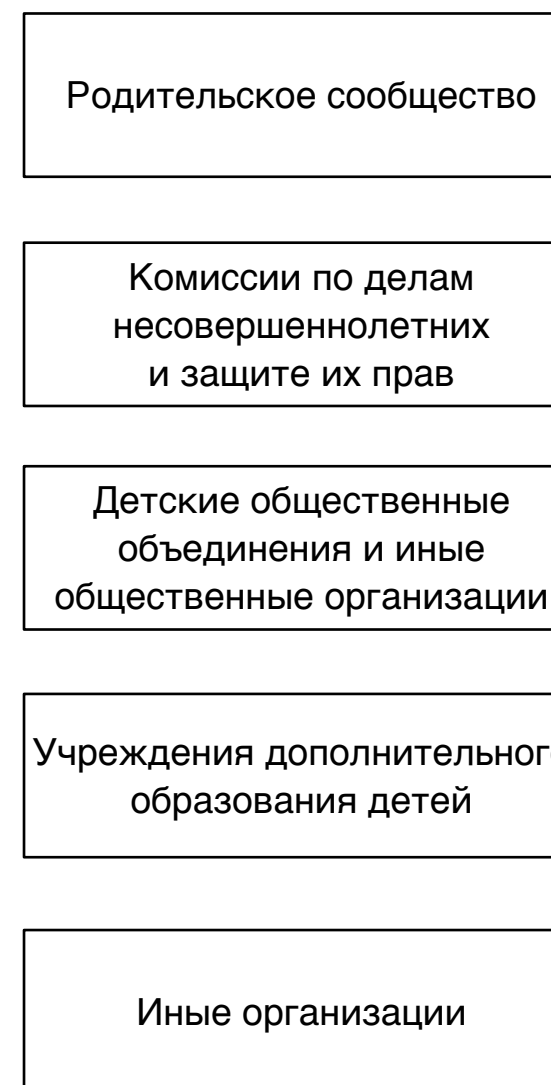 Родительское сообщество
Комиссии по делам
несовершеннолетних
и защите их прав
Детские общественные
объединения и иные
общественные организации
Учреждения дополнительног
образования детей
Иные организации